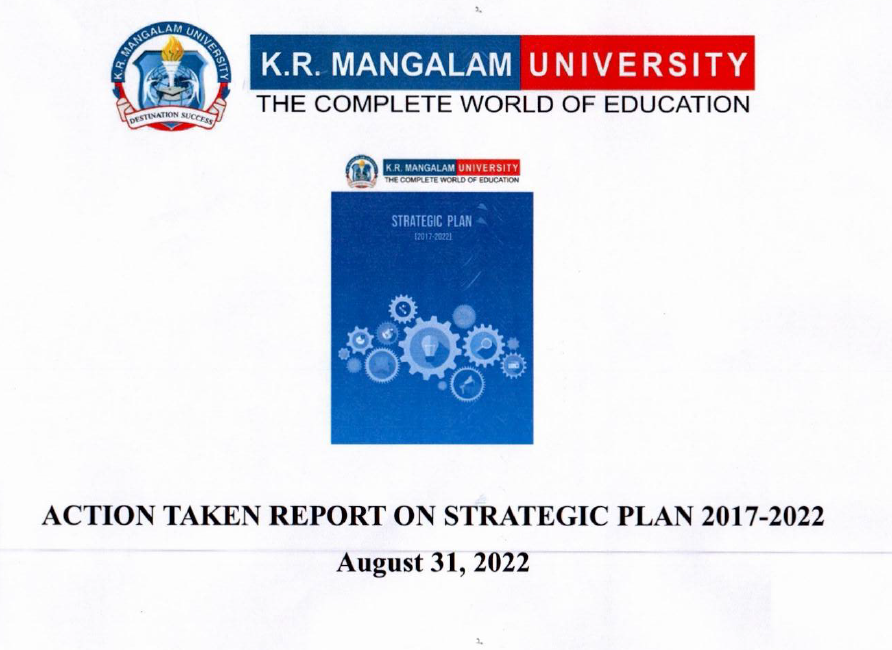 K.R. MANGALAM UNIVERSITY
DESTINATION SUCCESS
K.R. MANGALAM UNIVERSITY
THE COMPLETE WORLD OF EDUCATION
K.R. MANGALAM UNIVERSITY
THE COMPLETE WORLD OF EDUCATION
STRATEGIC PLAN
(2017-2022)
ACTION TAKEN REPORT ON STRATEGIC PLAN 2017-2022
August 31, 2022